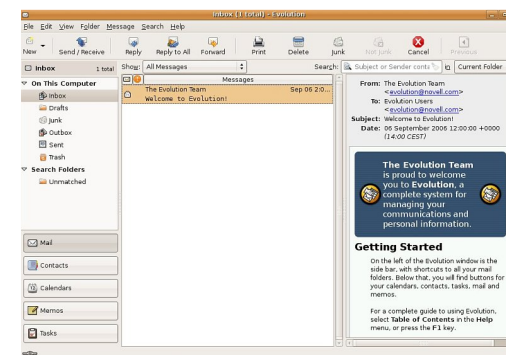 Inbox (1 total) - Evolution
File Edit View Folder Message Search Help
New Send / Receive Reply Reply to All Forward Print Delete Junk Not Junk Cancel Previous
Inbox 1 total Show: All Messages Search: Subject or Sender conta Current Folder
On This Computer
Inbox
Drafts
Junk
Outbox
Sent
Trash
Search Folders
Unmatched
Mail
Contacts
Calendars
Memos
Tasks
Messages
The Evolution Team Sep 06 2:0...
Welcome to Evolution!
From: The Evolution Team
<evolution@novell.com>
To: Evolution Users
<evolution@novell.com>
Subject: Welcome to Evolution!
Date: 06 September 2006 12:00:00 +0000
(14:00 CEST)
The Evolution Team
is proud to welcome
you to Evolution, a
complete system for
managing your
communications and
personal information.
Getting Started
On the left of the Evolution window is the
side bar, with shortcuts to all your mail
folders. Below that, you will find buttons for
your calendars, contacts, tasks, mail and
memos.
For a complete guide to using Evolution,
select Table of Contents in the Help
menu, or press the F1 key.